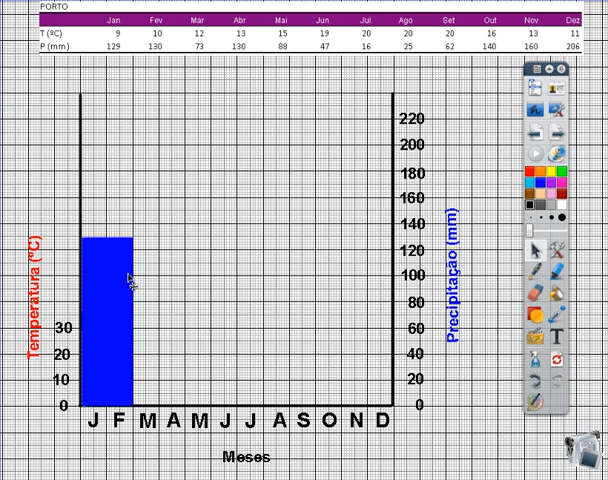 PORTO
Jan Fev Mar Abr Mai Jun Jul Ago Set Out Nov Dez
T (ºC) 9 10 12 13 15 19 20 20 20 16 13 11
P (mm) 129 130 73 130 88 47 16 25 62 140 160 206
220
200
180
160
140
120
100
80
30 60
20 40
10 20
0 0
Temperatura (ºC)
Precipitação (mm)
J F M A M J J A S O N D
Meses
T